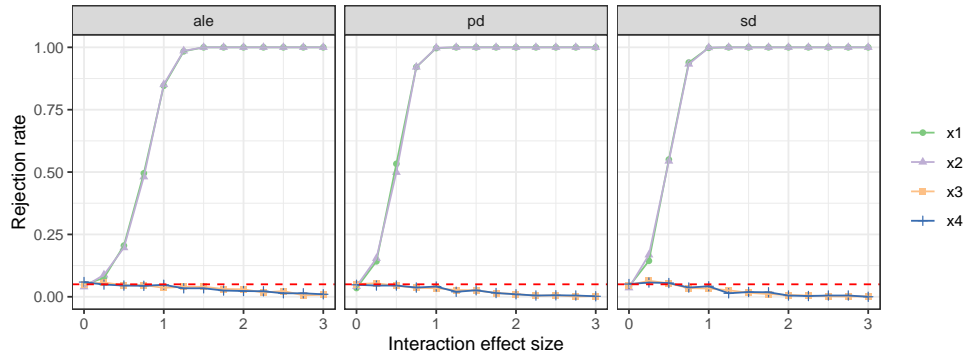 ale pd sd
1.00
0.75
0.50
0.25
0.00
Rejection rate
0 1 2 3 0 1 2 3 0 1 2 3
Interaction effect size
x1
x2
x3
x4